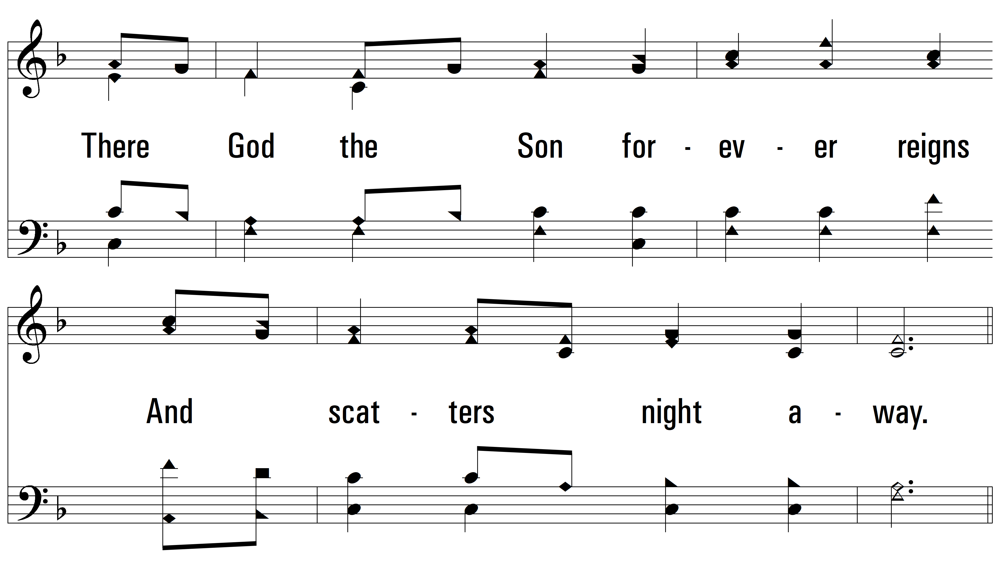 There God the Son for - ev - er reigns
And scat - ters night a - way.